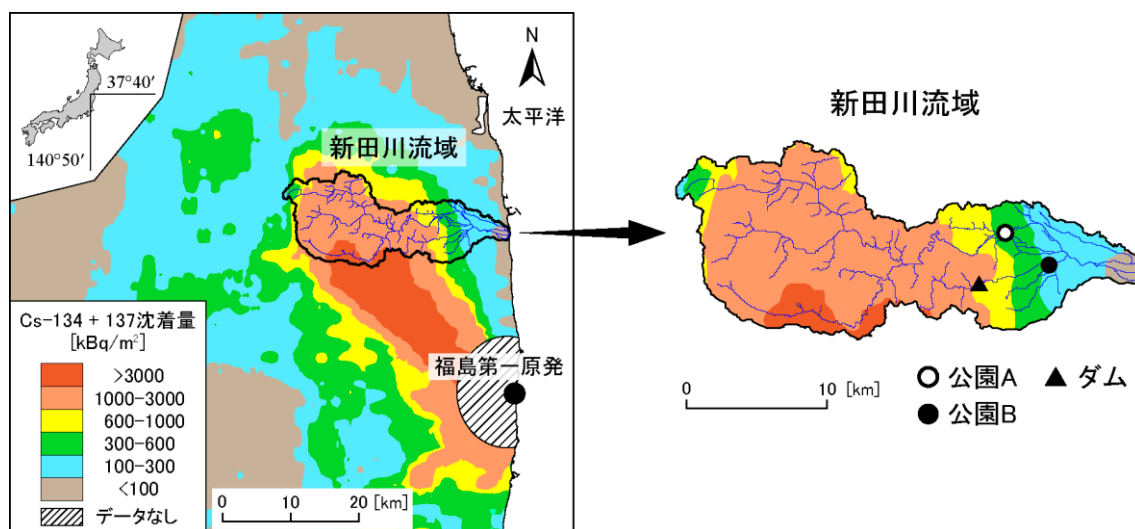 37°40′
140°50′
N
太平洋
新田川流域
Cs-134 + 137沈着量
[kBq/m²]
>3000
1000-3000
600-1000
300-600
100-300
<100
データなし
福島第一原発
0 10 20 [km]
新田川流域
0 10 [km]
公園A ダム
公園B